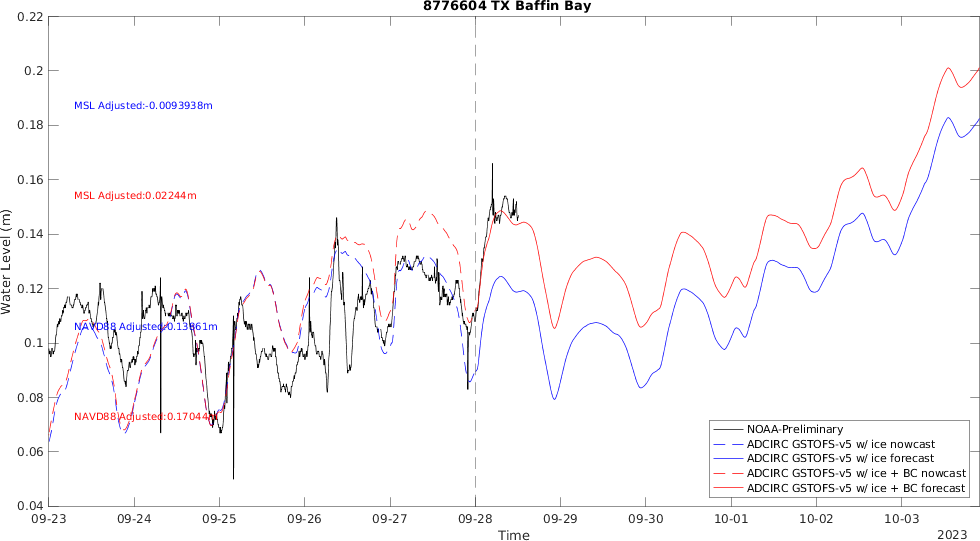 8776604 TX Baffin Bay
0.22
0.2
0.18
0.16
0.14
0.12
0.1
0.08
0.06
0.04
Water Level (m)
MSL Adjusted:-0.0093938m
MSL Adjusted:0.02244m
NAVD88 Adjusted:0.13861m
NAVD88 Adjusted:0.17044m
NOAA-Preliminary
ADCIRC GSTOFS-v5 w/ ice nowcast
ADCIRC GSTOFS-v5 w/ ice forecast
ADCIRC GSTOFS-v5 w/ ice + BC nowcast
ADCIRC GSTOFS-v5 w/ ice + BC forecast
09-23 09-24 09-25 09-26 09-27 09-28 09-29 09-30 10-01 10-02 10-03
Time
2023